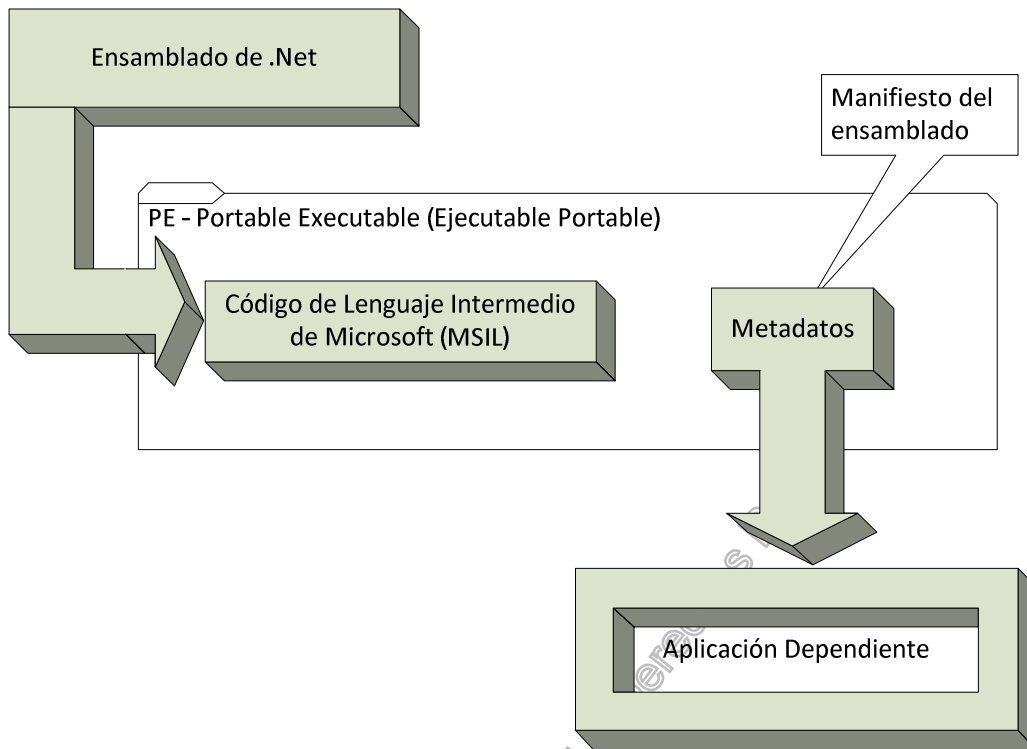 Ensamblado de .Net
Manifiesto del
ensamblado
PE - Portable Executable (Ejecutable Portable)
Código de Lenguaje Intermedio
de Microsoft (MSIL)
Metadatos
Aplicación Dependiente